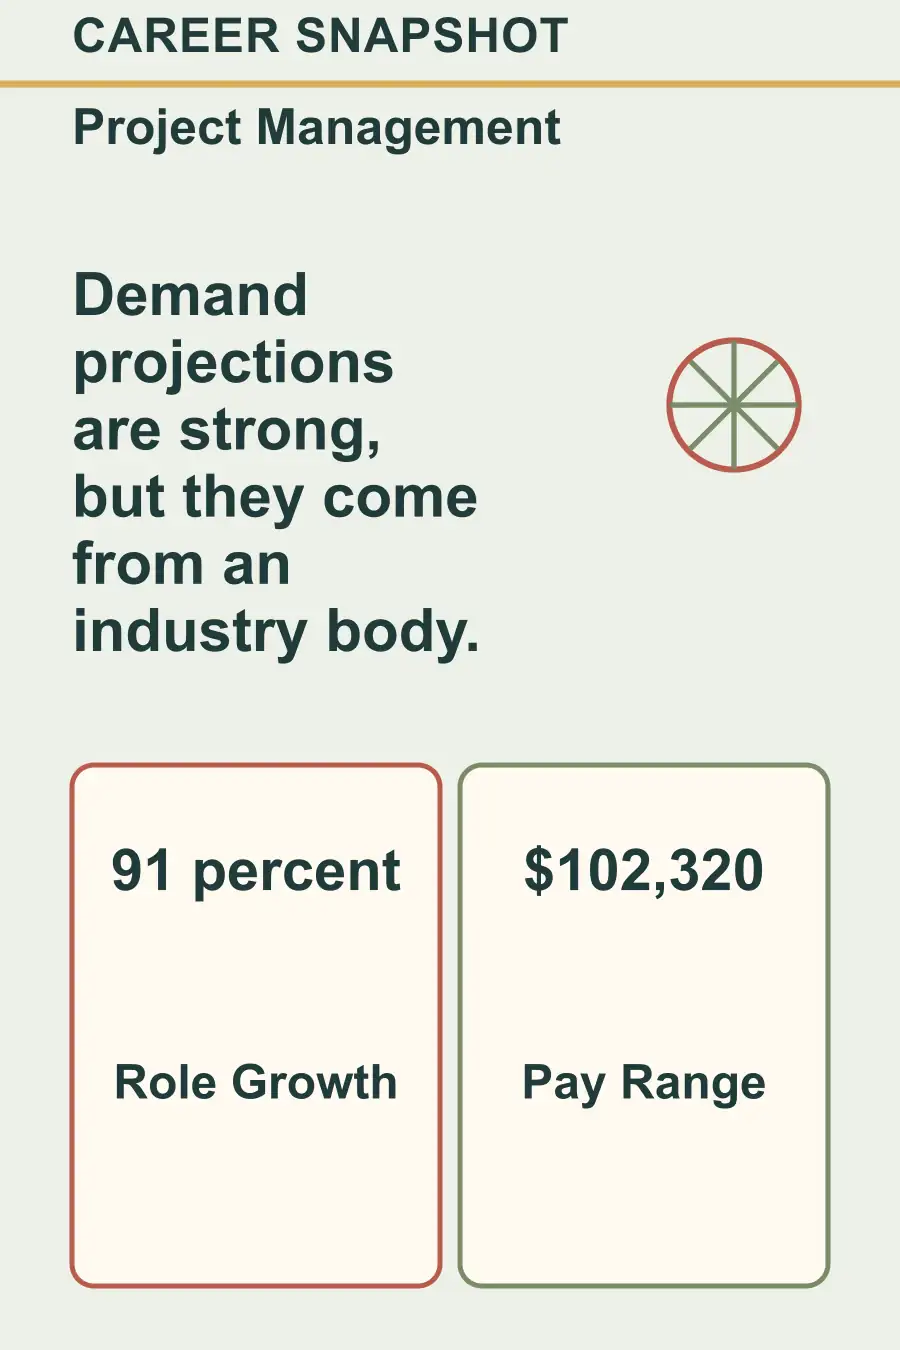 CAREER SNAPSHOT
Project Management
Demand
projections
are strong,
but they come
from an
industry body.
91 percent
Role Growth
$102,320
Pay Range